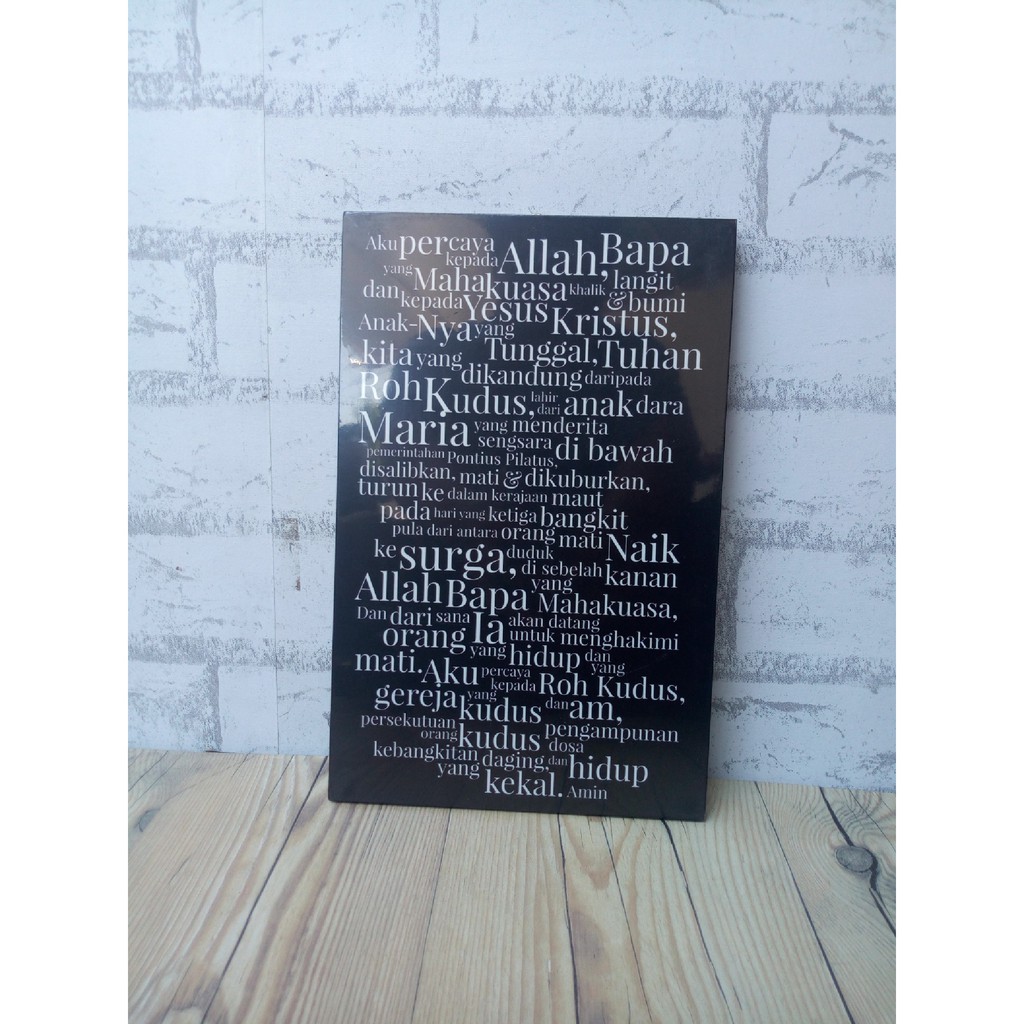 Aku percaya kepada Allah, Bapa
yang Mahakuasa khalik langit & bumi
dan kepada Yesus Kristus,
Anak-Nya yang Tunggal, Tuhan
kita yang dikandung daripada
Roh Kudus, lahir dari anak dara
Maria yang menderita sengsara di bawah
pemerintahan Pontius Pilatus,
disalibkan, mati & dikuburkan,
turun ke dalam kerajaan maut
pada hari yang ketiga bangkit
pula dari antara orang mati Naik
ke surga, duduk di sebelah kanan
Allah Bapa yang Mahakuasa,
Dan dari sana Ia akan datang untuk menghakimi
orang yang hidup dan yang
mati. Aku percaya kepada Roh Kudus,
gereja yang kudus dan am,
persekutuan orang kudus pengampunan dosa
kebangkitan daging, dan hidup
yang kekal. Amin